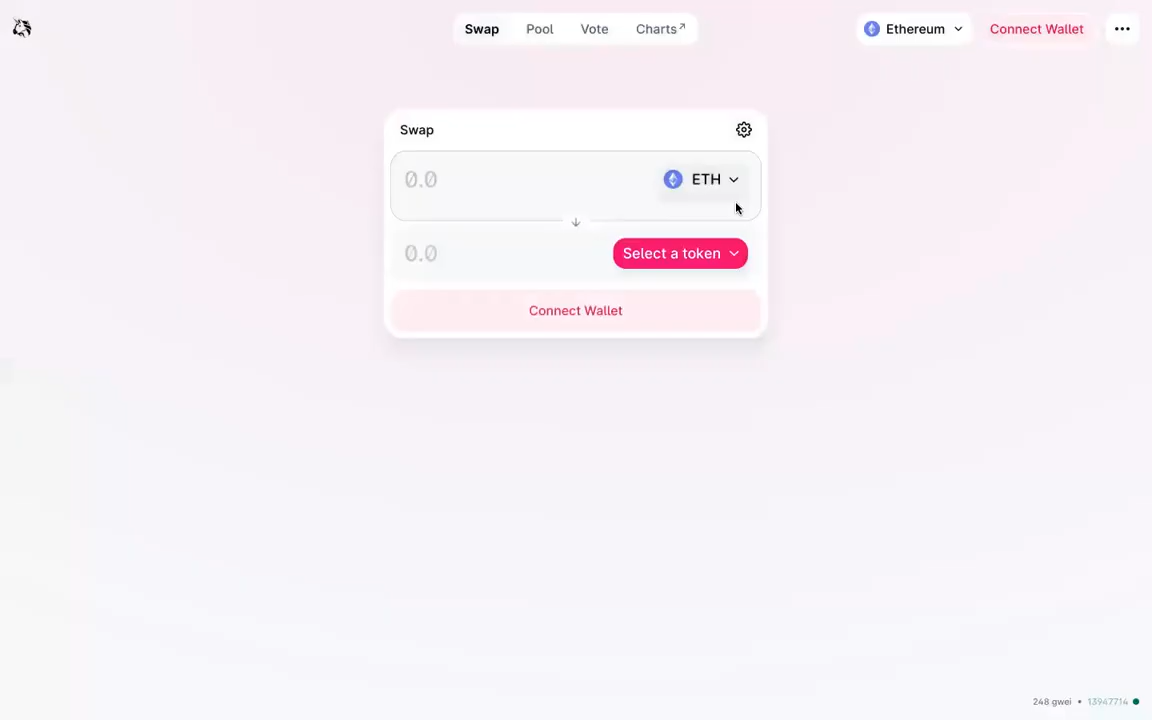 Swap Pool Vote Charts↗ Ethereum Connect Wallet
Swap
0.0 ETH
0.0 Select a token
Connect Wallet
248 gwei • 13947714